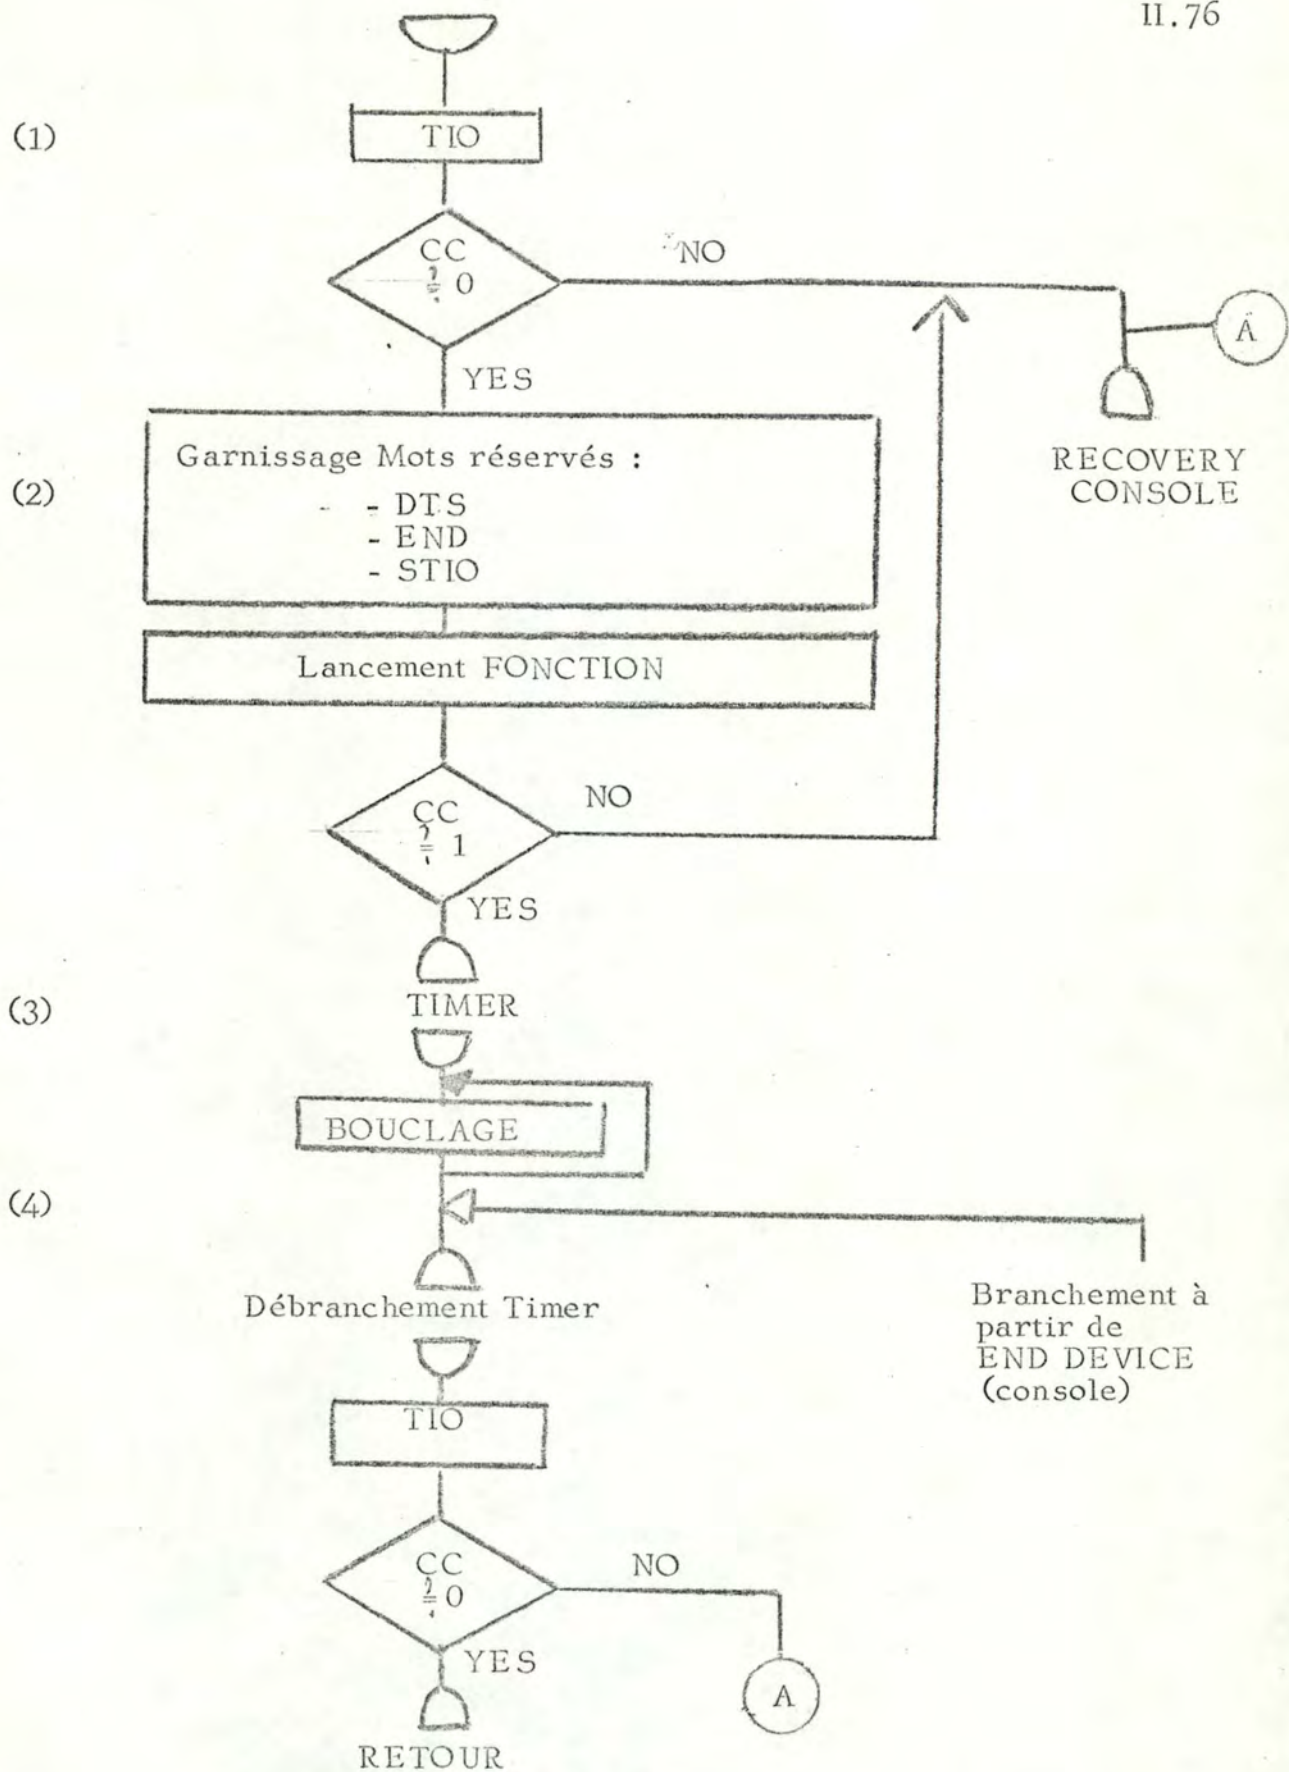 II.76
(1)
TIO
CC
= 0
NO
YES
A
RECOVERY
CONSOLE
(2)
Garnissage Mots réservés :
- DTS
- END
- STIO
Lancement FONCTION
CC
= 1
NO
YES
TIMER
(3)
BOUCLAGE
(4)
Débranchement Timer
Branchement à
partir de
END DEVICE
(console)
TIO
CC
= 0
NO
YES
A
RETOUR